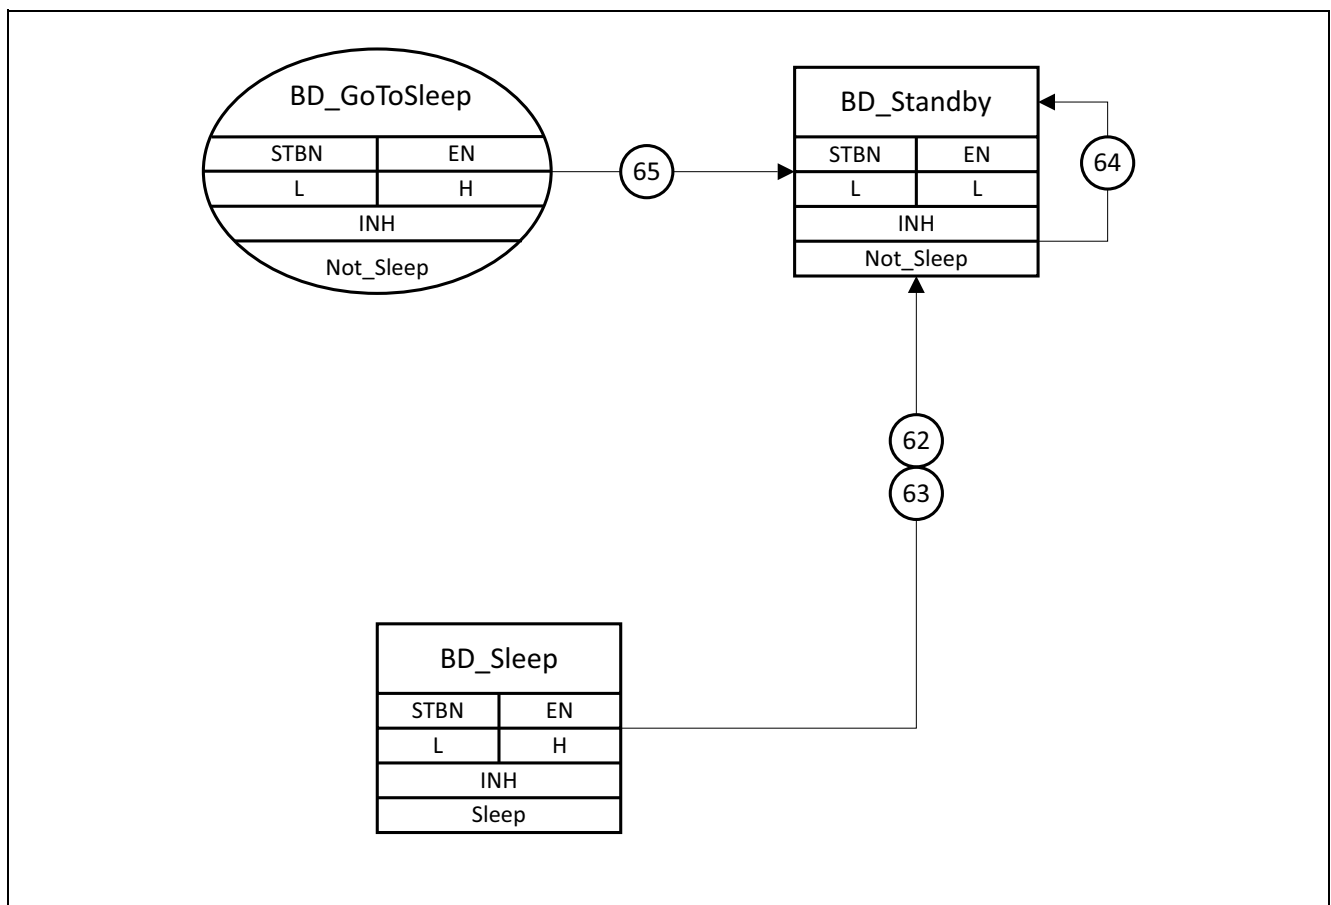 BD_GoToSleep
STBN EN
L H
INH
Not_Sleep
65
BD_Standby
STBN EN
L L
INH
Not_Sleep
64
62
63
BD_Sleep
STBN EN
L H
INH
Sleep